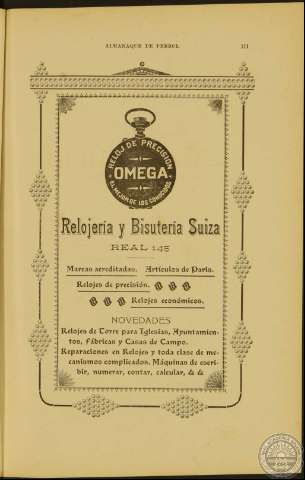 ALMANAQUE DE FERROL
RELOJ DE PRECISION
OMEGA
EL MEJOR DE LOS CONOCIDOS
Relojería y Bisutería Suiza
REAL 145
Marcas acreditadas. Artículos de París.
Relojes de precisión.
Relojes económicos.
NOVEDADES
Relojes de Torre para Iglesias, Ayuntamien-
tos, Fábricas y Casas de Campo.
Reparaciones en Relojes y toda clase de me-
canismos complicados. Máquinas de escri-
bir, numerar, contar, calcular, & &